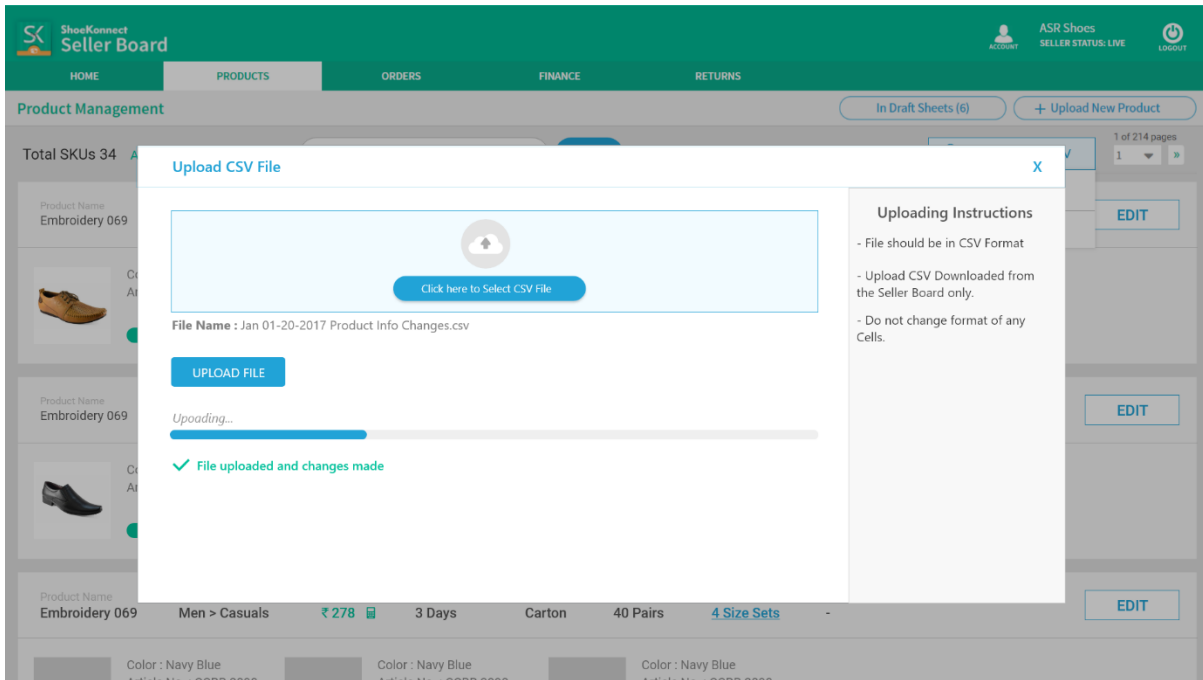 ShoeKonnect
Seller Board
ACCOUNT
ASR Shoes
SELLER STATUS: LIVE
LOGOUT
HOME PRODUCTS ORDERS FINANCE RETURNS
Product Management
In Draft Sheets (6)
+ Upload New Product
Total SKUs 34
1 of 214 pages
1 »
Upload CSV File
X
Click here to Select CSV File
File Name : Jan 01-20-2017 Product Info Changes.csv
UPLOAD FILE
Upoading...
File uploaded and changes made
Uploading Instructions
- File should be in CSV Format
- Upload CSV Downloaded from
the Seller Board only.
- Do not change format of any
Cells.
Product Name
Embroidery 069
EDIT
Product Name
Embroidery 069
EDIT
Product Name
Embroidery 069 Men > Casuals ₹ 278 3 Days Carton 40 Pairs 4 Size Sets -
EDIT
Color : Navy Blue Color : Navy Blue Color : Navy Blue